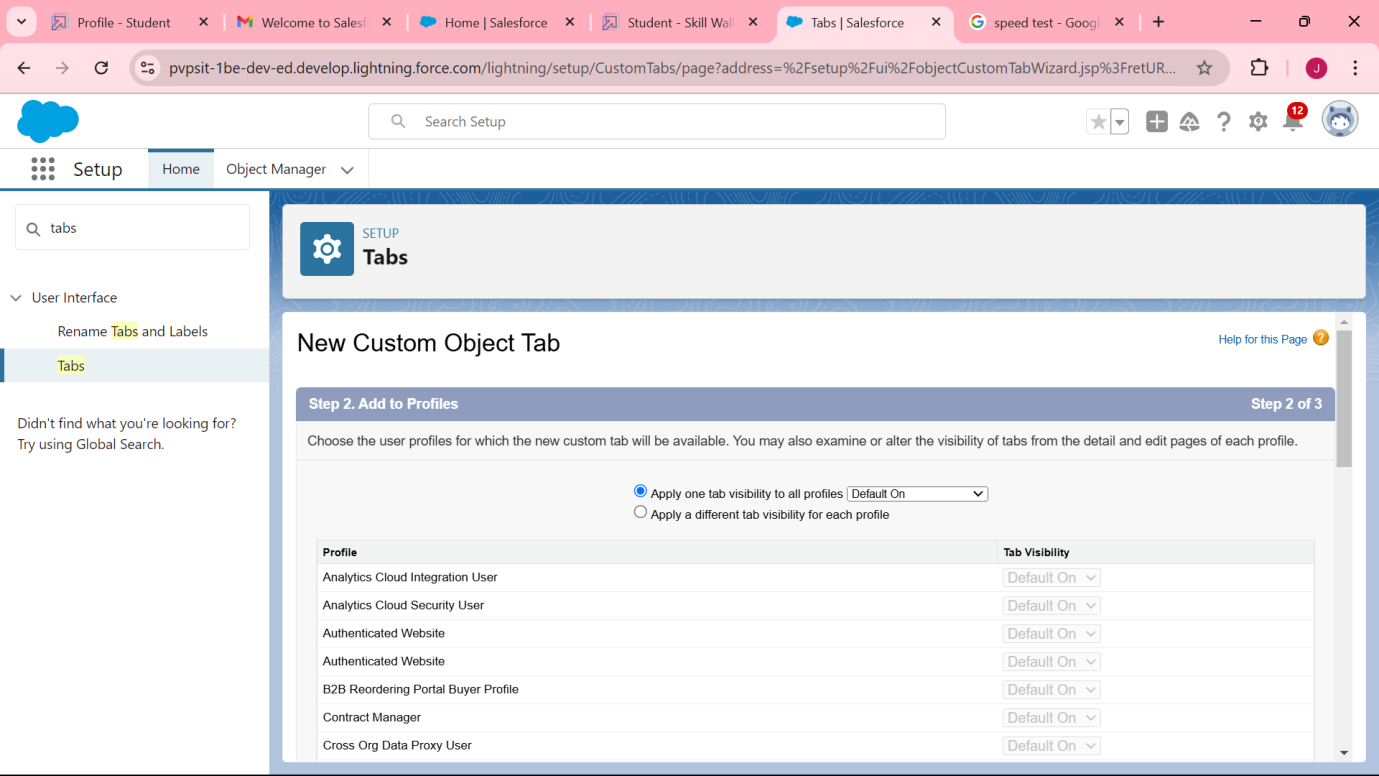 Profile - Student
Welcome to Salesf
Home | Salesforce
Student - Skill Wall
Tabs | Salesforce
speed test - Googl
pvpsit-1be-dev-ed.develop.lightning.force.com/lightning/setup/CustomTabs/page?address=%2Fsetup%2Fui%2FobjectCustomTabWizard.jsp%3FretUR...
J
Search Setup
12
Setup
Home
Object Manager
tabs
User Interface
Rename Tabs and Labels
Tabs
Didn't find what you're looking for?
Try using Global Search.
SETUP
Tabs
New Custom Object Tab
Help for this Page ?
Step 2. Add to Profiles
Step 2 of 3
Choose the user profiles for which the new custom tab will be available. You may also examine or alter the visibility of tabs from the detail and edit pages of each profile.
Apply one tab visibility to all profiles Default On
Apply a different tab visibility for each profile
Profile Tab Visibility
Analytics Cloud Integration User Default On
Analytics Cloud Security User Default On
Authenticated Website Default On
Authenticated Website Default On
B2B Reordering Portal Buyer Profile Default On
Contract Manager Default On
Cross Org Data Proxy User Default On